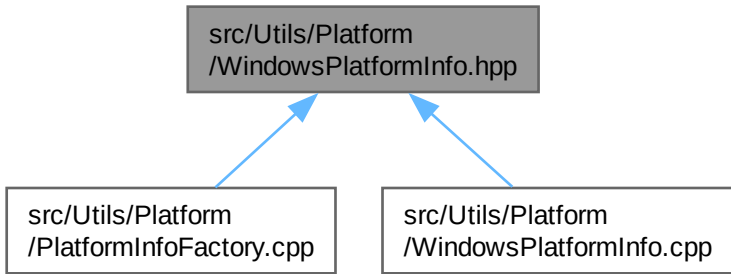 src/Utils/Platform
/WindowsPlatformInfo.hpp
src/Utils/Platform
/PlatformInfoFactory.cpp
src/Utils/Platform
/WindowsPlatformInfo.cpp